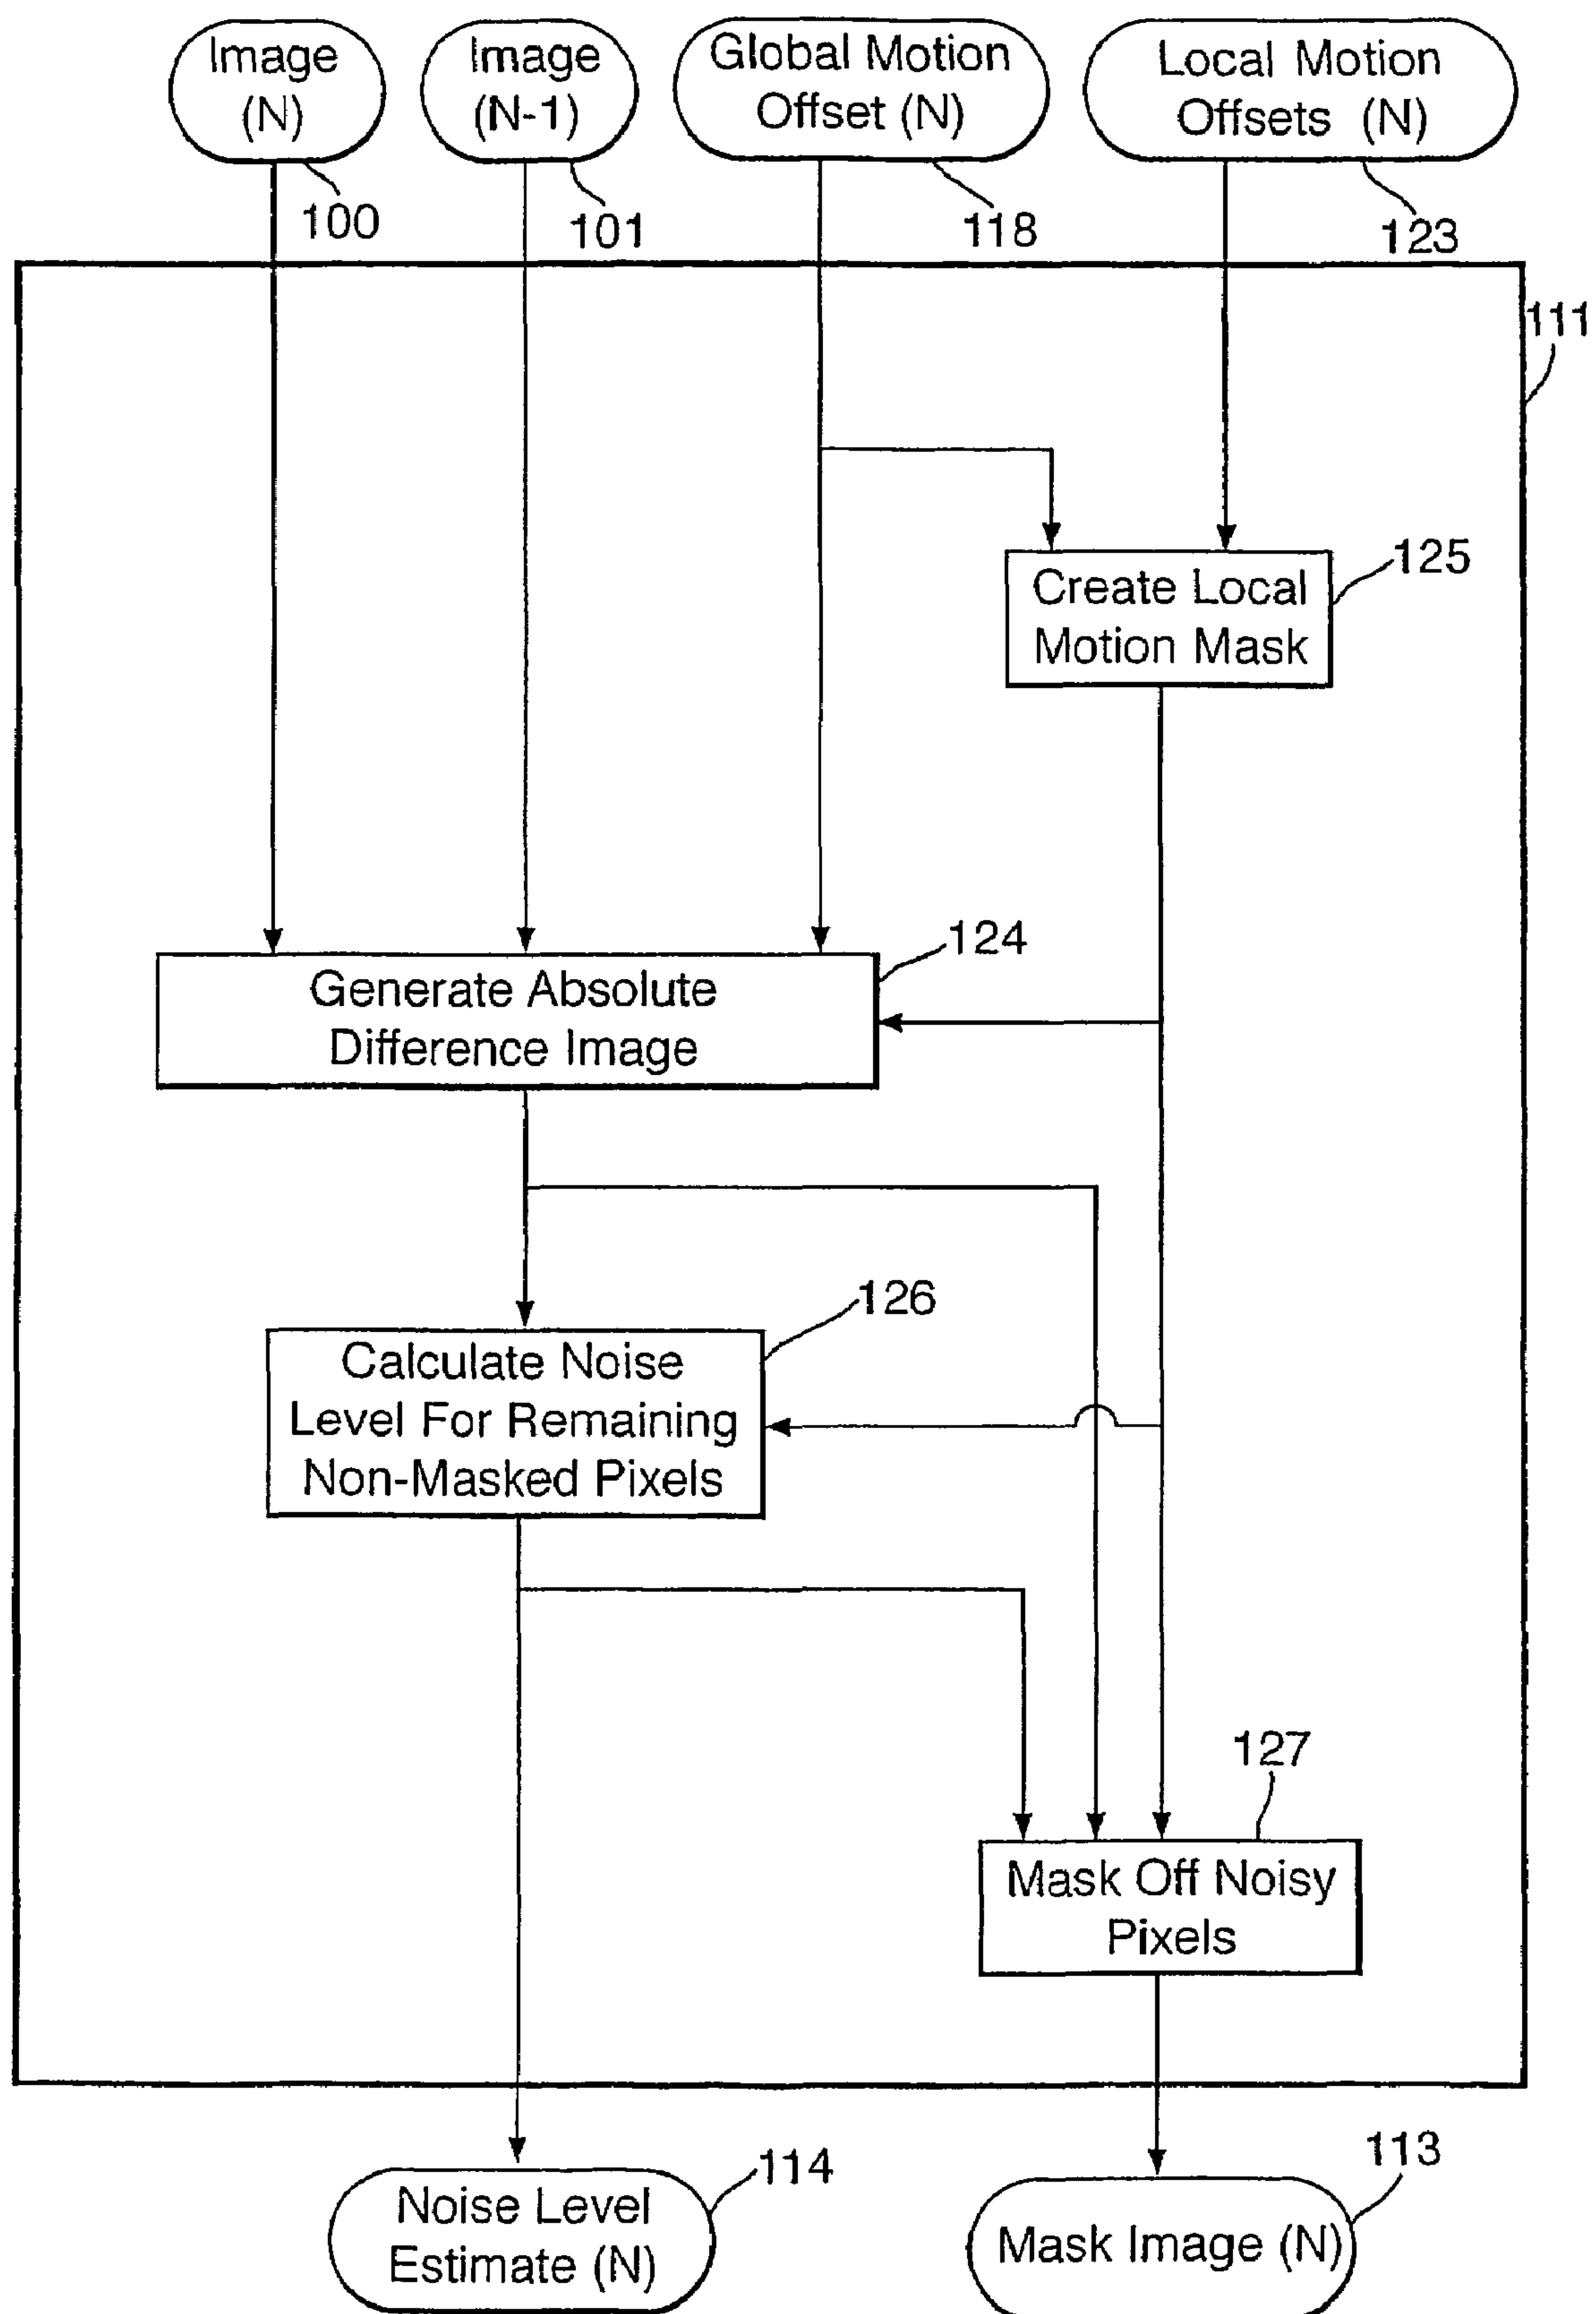 Image
(N)
Image
(N-1)
Global Motion
Offset (N)
Local Motion
Offsets (N)
100
101
118
123
111
Create Local
Motion Mask
125
124
Generate Absolute
Difference Image
126
Calculate Noise
Level For Remaining
Non-Masked Pixels
127
Mask Off Noisy
Pixels
Noise Level
Estimate (N)
114
Mask Image (N)
113